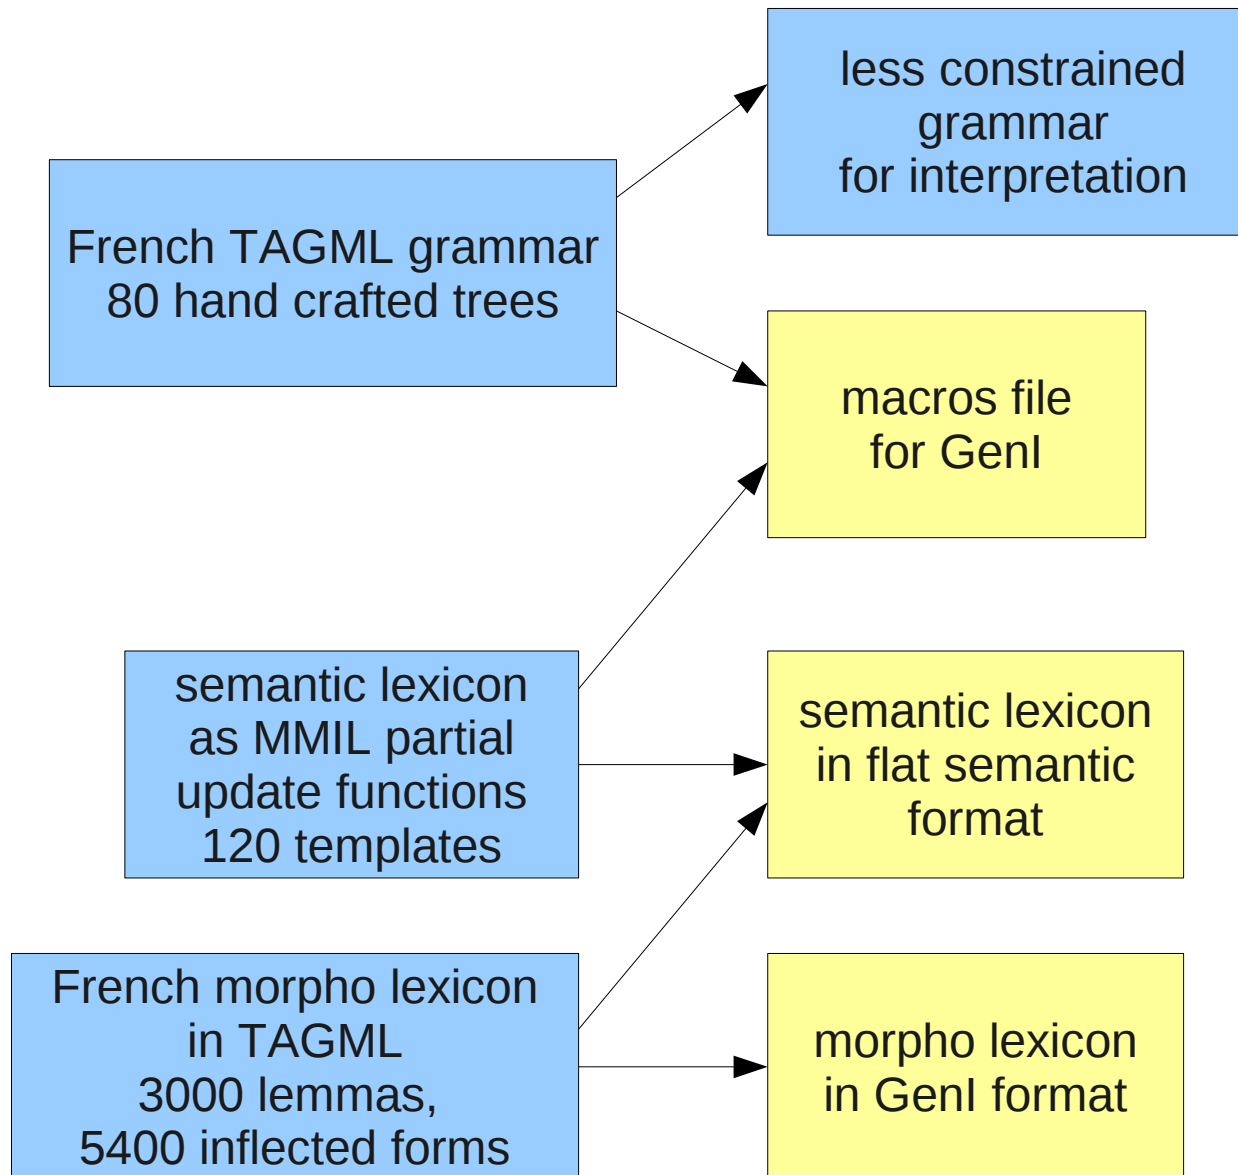 less constrained
grammar
for interpretation
French TAGML grammar
80 hand crafted trees
macros file
for GenI
semantic lexicon
as MMIL partial
update functions
120 templates
semantic lexicon
in flat semantic
format
French morpho lexicon
in TAGML
3000 lemmas,
5400 inflected forms
morpho lexicon
in GenI format